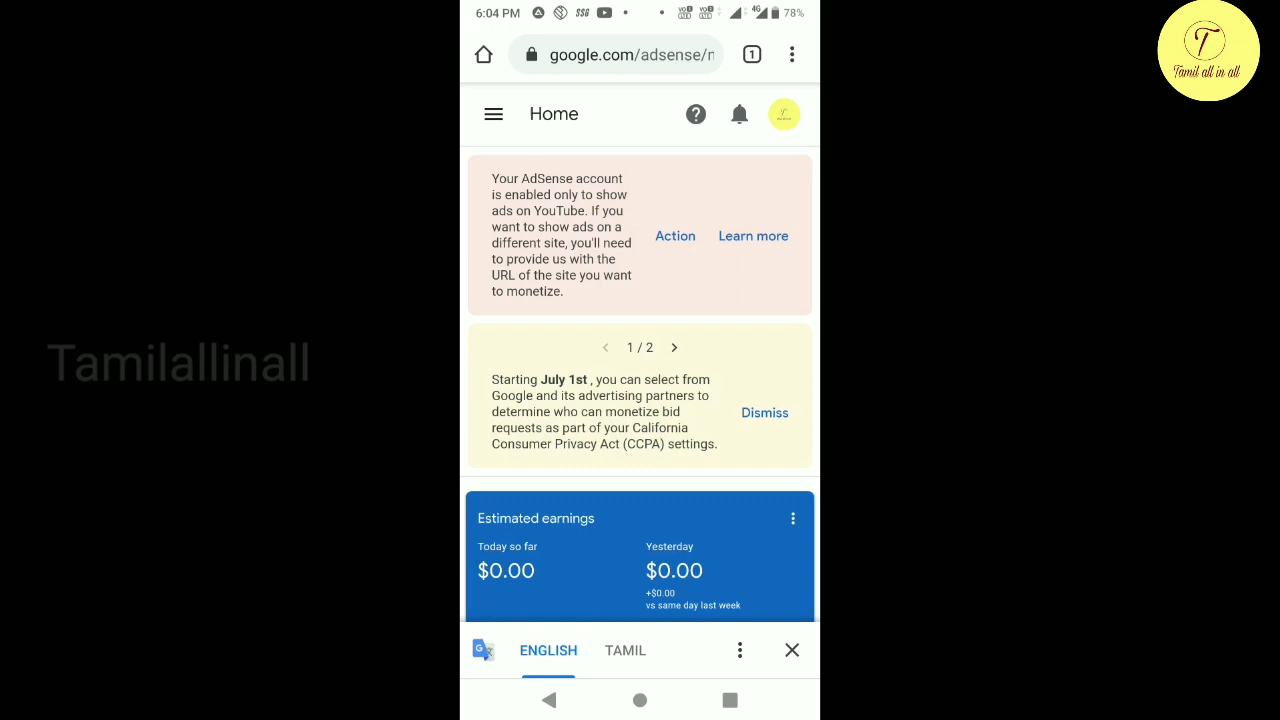 6:04 PM
SSG
4G
78%
T
Tamil all in all
google.com/adsense/n
1
Home
Your AdSense account
is enabled only to show
ads on YouTube. If you
want to show ads on a
different site, you'll need
to provide us with the
URL of the site you want
to monetize.
Action
Learn more
1 / 2
Starting July 1st , you can select from
Google and its advertising partners to
determine who can monetize bid
requests as part of your California
Consumer Privacy Act (CCPA) settings.
Dismiss
Tamilallinall
Estimated earnings
Today so far
$0.00
Yesterday
$0.00
+$0.00
vs same day last week
ENGLISH
TAMIL